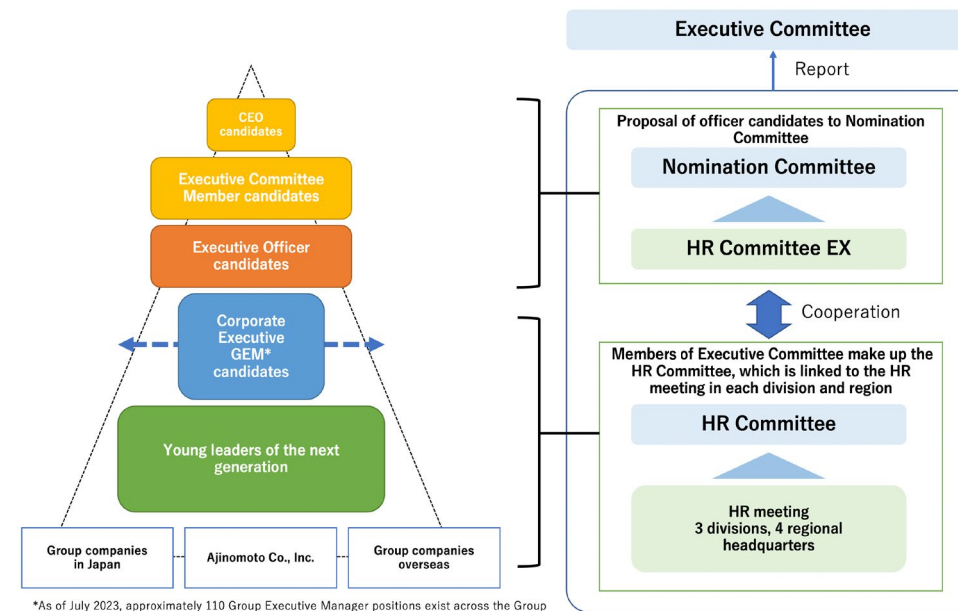 Executive Committee
Report
CEO
candidates
Executive Committee
Member candidates
Executive Officer
candidates
Corporate
Executive
GEM*
candidates
Young leaders of the next
generation
Group companies
in Japan
Ajinomoto Co., Inc.
Group companies
overseas
Proposal of officer candidates to Nomination
Committee
Nomination Committee
HR Committee EX
Cooperation
Members of Executive Committee make up the
HR Committee, which is linked to the HR
meeting in each division and region
HR Committee
HR meeting
3 divisions, 4 regional
headquarters
*As of July 2023, approximately 110 Group Executive Manager positions exist across the Group